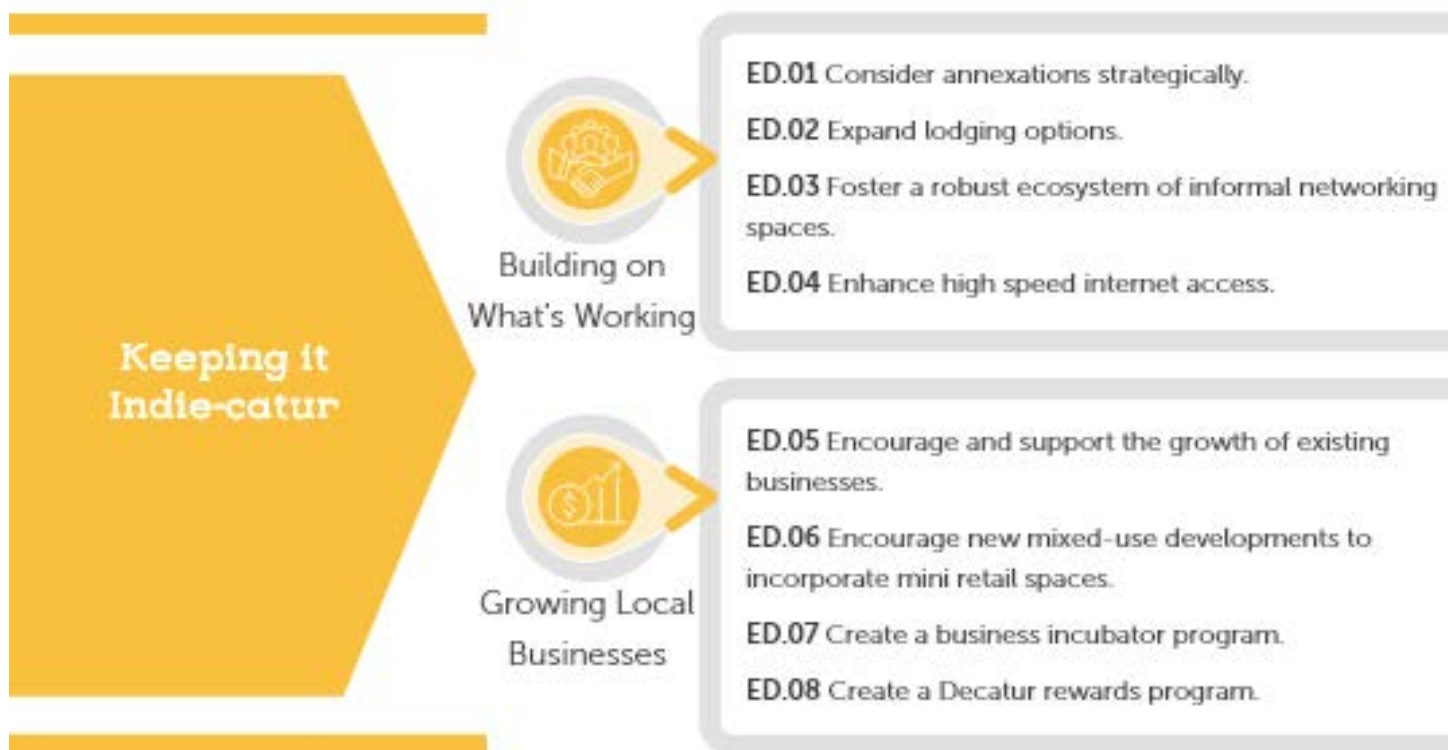 Keeping it
Indie-catur
Building on
What's Working
ED.01 Consider annexations strategically.
ED.02 Expand lodging options.
ED.03 Foster a robust ecosystem of informal networking
spaces.
ED.04 Enhance high speed internet access.
Growing Local
Businesses
ED.05 Encourage and support the growth of existing
businesses.
ED.06 Encourage new mixed-use developments to
incorporate mini retail spaces.
ED.07 Create a business incubator program.
ED.08 Create a Decatur rewards program.